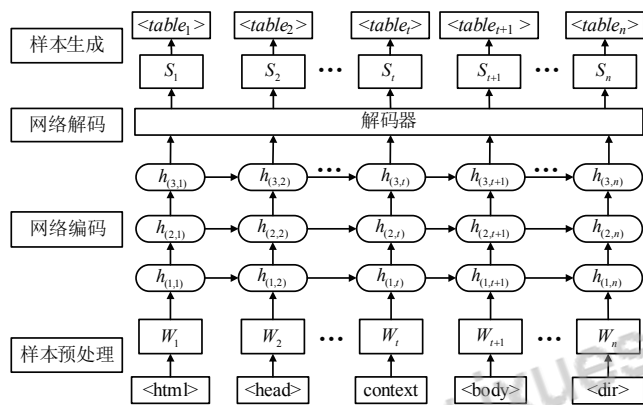 <table₁> <table₂> <tableₜ> <tableₜ₊₁> <tableₙ>
样本生成 S₁ S₂ ••• Sₜ Sₜ₊₁ ••• Sₙ
网络解码 解码器
h₍₃,₁₎ h₍₃,₂₎ ••• h₍₃,ₜ₎ h₍₃,ₜ₊₁₎ ••• h₍₃,ₙ₎
网络编码 h₍₂,₁₎ h₍₂,₂₎ h₍₂,ₜ₎ h₍₂,ₜ₊₁₎ h₍₂,ₙ₎
h₍₁,₁₎ h₍₁,₂₎ h₍₁,ₜ₎ h₍₁,ₜ₊₁₎ h₍₁,ₙ₎
样本预处理 W₁ W₂ ••• Wₜ Wₜ₊₁ ••• Wₙ
<html> <head> context <body> <dir>